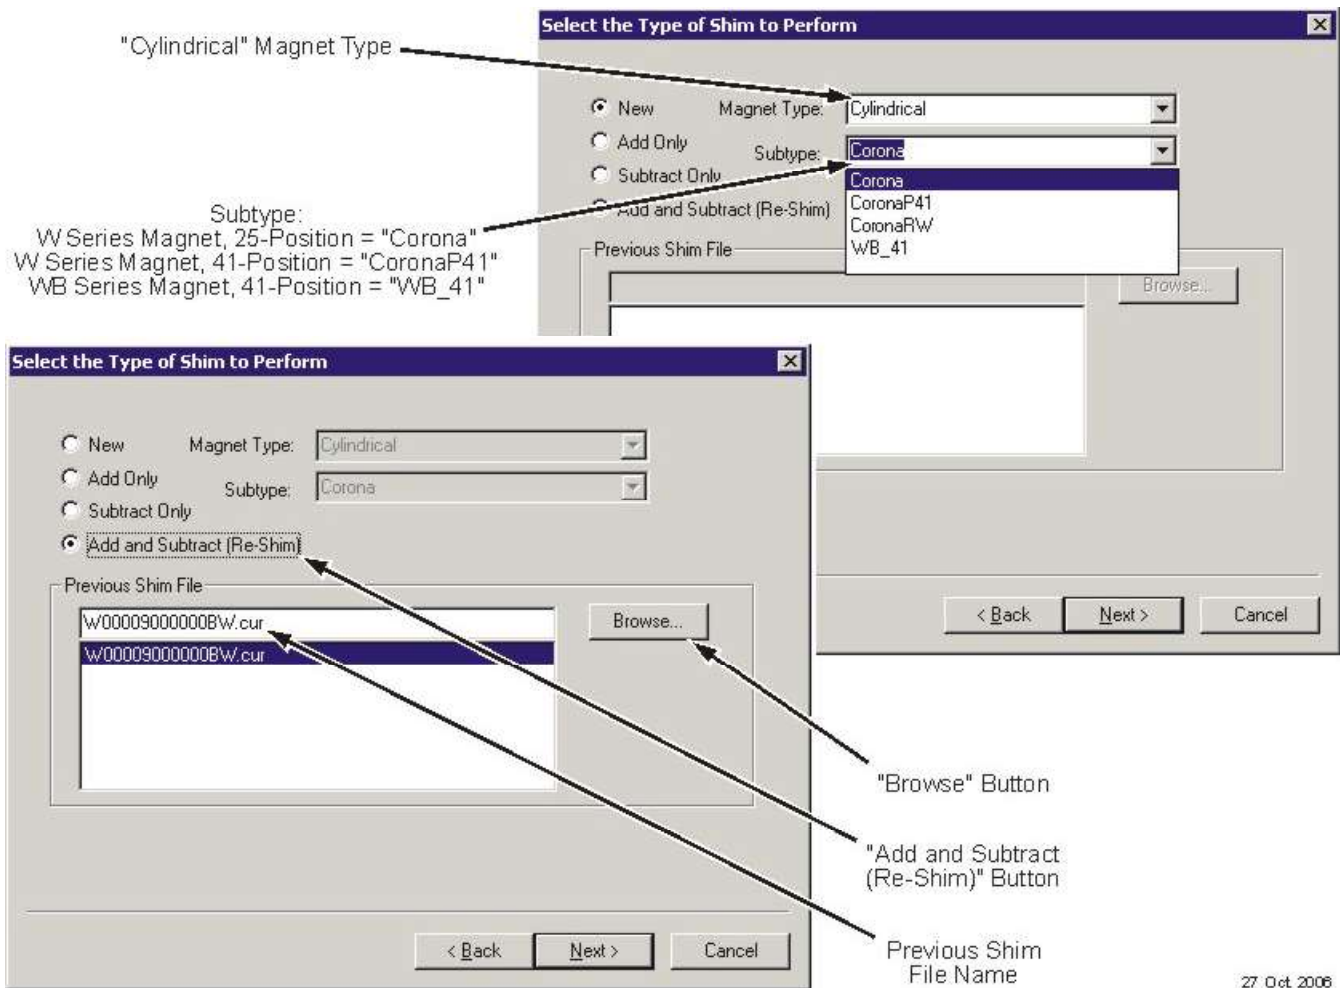 "Cylindrical" Magnet Type
Subtype:
W Series Magnet, 25-Position = "Corona"
W Series Magnet, 41-Position = "CoronaP41"
WB Series Magnet, 41-Position = "WB_41"
Select the Type of Shim to Perform
New
Magnet Type:
Cylindrical
Add Only
Subtype:
Corona
Subtract Only
Corona
CoronaP41
CoronaRW
WB_41
Add and Subtract (Re-Shim)
Previous Shim File
Browse...
< Back
Next >
Cancel
Select the Type of Shim to Perform
New
Magnet Type:
Cylindrical
Add Only
Subtype:
Corona
Subtract Only
Add and Subtract (Re-Shim)
Previous Shim File
W00009000000BW.cur
Browse...
W00009000000BW.cur
< Back
Next >
Cancel
"Browse" Button
"Add and Subtract
(Re-Shim)" Button
Previous Shim
File Name
27 Oct 2006